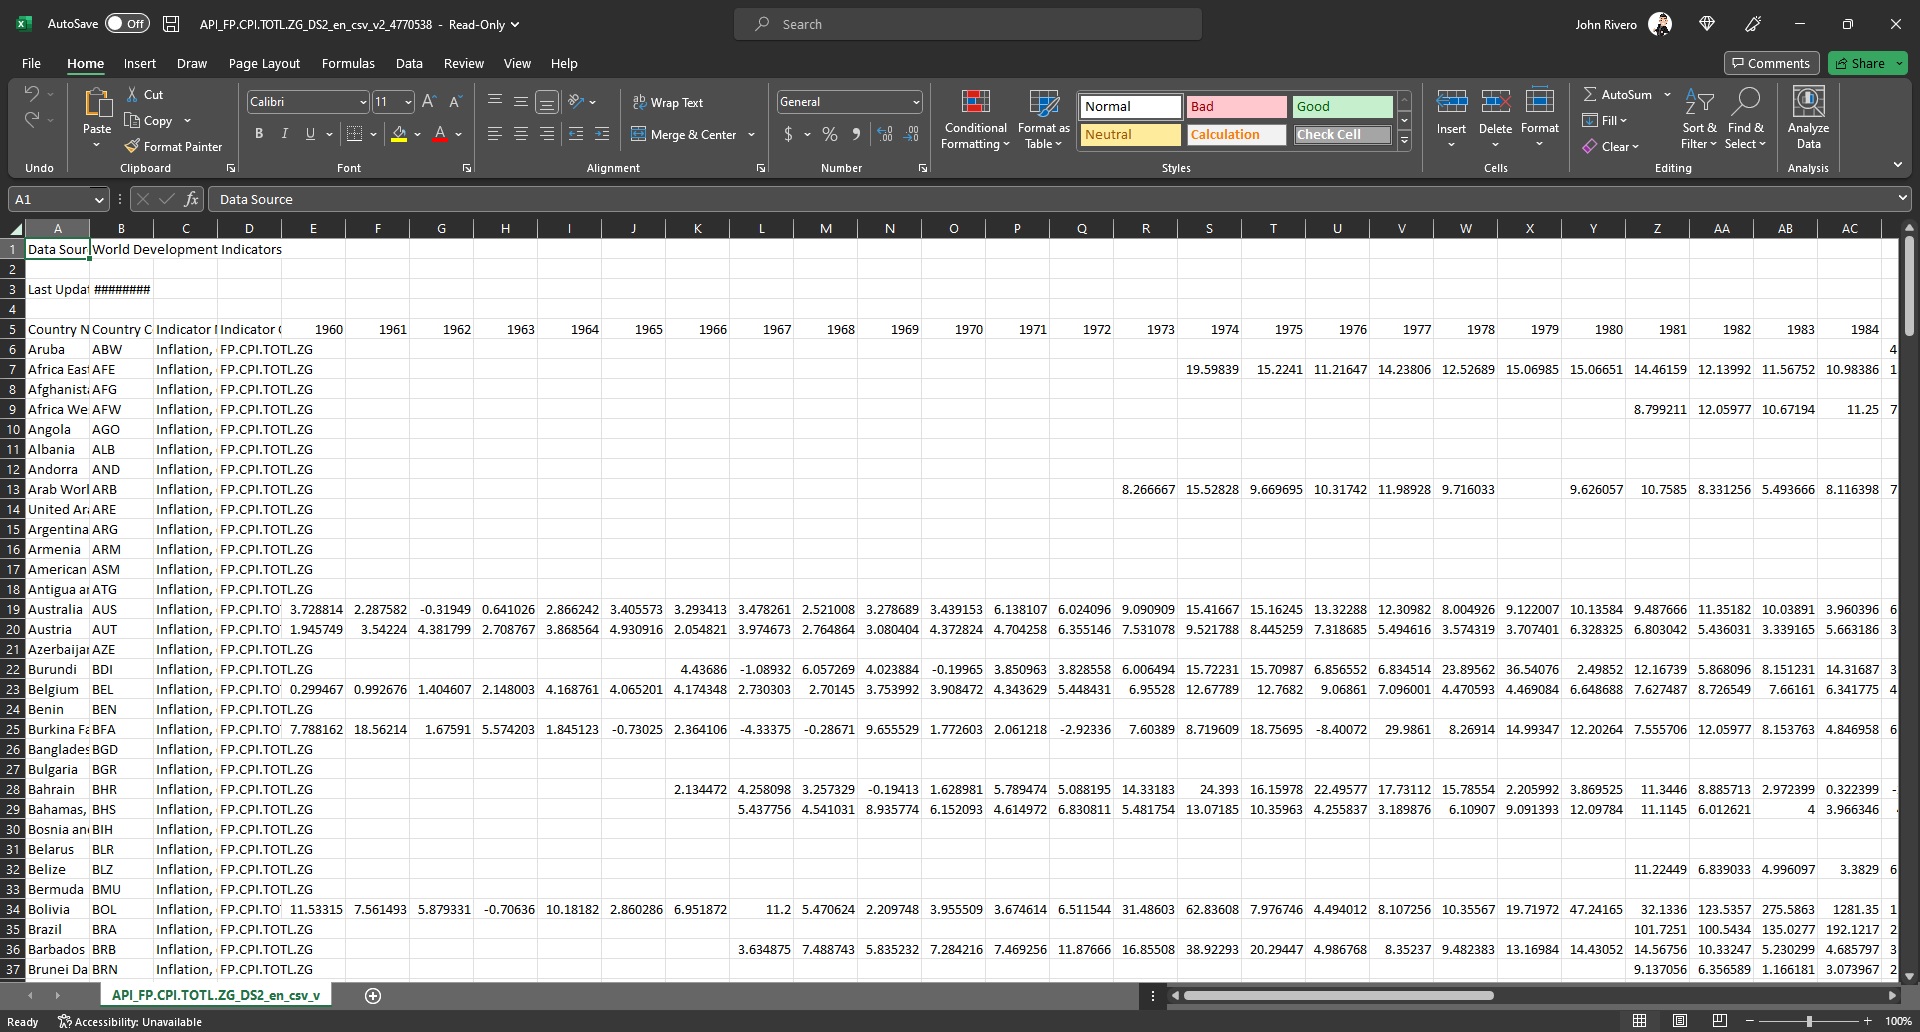 AutoSave Off API_FP.CPI.TOTL.ZG_DS2_en_csv_v2_4770538 - Read-Only Search John Rivero
File Home Insert Draw Page Layout Formulas Data Review View Help Comments Share
Paste Cut Copy Format Painter
Calibri 11 B I U A
Wrap Text Merge & Center
General $ % 9
Conditional Formatting Format as Table
Normal Bad Good
Neutral Calculation Check Cell
Insert Delete Format
AutoSum Fill Clear Sort & Filter Find & Select
Analyze Data
Undo Clipboard Font Alignment Number Styles Cells Editing Analysis
A1 fx Data Source
A B C D E F G H I J K L M N O P Q R S T U V W X Y Z AA AB AC
1 Data Sour World Development Indicators
2
3 Last Updat ########
4
5 Country N Country C Indicator I Indicator ( 1960 1961 1962 1963 1964 1965 1966 1967 1968 1969 1970 1971 1972 1973 1974 1975 1976 1977 1978 1979 1980 1981 1982 1983 1984
6 Aruba ABW Inflation, FP.CPI.TOTL.ZG 4
7 Africa East AFE Inflation, FP.CPI.TOTL.ZG 19.59839 15.2241 11.21647 14.23806 12.52689 15.06985 15.06651 14.46159 12.13992 11.56752 10.98386 1
8 Afghanista AFG Inflation, FP.CPI.TOTL.ZG
9 Africa We AFW Inflation, FP.CPI.TOTL.ZG 8.799211 12.05977 10.67194 11.25 7
10 Angola AGO Inflation, FP.CPI.TOTL.ZG
11 Albania ALB Inflation, FP.CPI.TOTL.ZG
12 Andorra AND Inflation, FP.CPI.TOTL.ZG
13 Arab Worl ARB Inflation, FP.CPI.TOTL.ZG 8.266667 15.52828 9.669695 10.31742 11.98928 9.716033 9.626057 10.7585 8.331256 5.493666 8.116398 7
14 United Ara ARE Inflation, FP.CPI.TOTL.ZG
15 Argentina ARG Inflation, FP.CPI.TOTL.ZG
16 Armenia ARM Inflation, FP.CPI.TOTL.ZG
17 American ASM Inflation, FP.CPI.TOTL.ZG
18 Antigua ar ATG Inflation, FP.CPI.TOTL.ZG
19 Australia AUS Inflation, FP.CPI.TO 3.728814 2.287582 -0.31949 0.641026 2.866242 3.405573 3.293413 3.478261 2.521008 3.278689 3.439153 6.138107 6.024096 9.090909 15.41667 15.16245 13.32288 12.30982 8.004926 9.122007 10.13584 9.487666 11.35182 10.03891 3.960396 6
20 Austria AUT Inflation, FP.CPI.TO 1.945749 3.54224 4.381799 2.708767 3.868564 4.930916 2.054821 3.974673 2.764864 3.080404 4.372824 4.704258 6.355146 7.531078 9.521788 8.445259 7.318685 5.494616 3.574319 3.707401 6.328325 6.803042 5.436031 3.339165 5.663186 3
21 Azerbaijar AZE Inflation, FP.CPI.TOTL.ZG
22 Burundi BDI Inflation, FP.CPI.TOTL.ZG 4.43686 -1.08932 6.057269 4.023884 -0.19965 3.850963 3.828558 6.006494 15.72231 15.70987 6.856552 6.834514 23.89562 36.54076 2.49852 12.16739 5.868096 8.151231 14.31687 3
23 Belgium BEL Inflation, FP.CPI.TO 0.299467 0.992676 1.404607 2.148003 4.168761 4.065201 4.174348 2.730303 2.70145 3.753992 3.908472 4.343629 5.448431 6.95528 12.67789 12.7682 9.06861 7.096001 4.470593 4.469084 6.648688 7.627487 8.726549 7.66161 6.341775 4
24 Benin BEN Inflation, FP.CPI.TOTL.ZG
25 Burkina Fa BFA Inflation, FP.CPI.TO 7.788162 18.56214 1.67591 5.574203 1.845123 -0.73025 2.364106 -4.33375 -0.28671 9.655529 1.772603 2.061218 -2.92336 7.60389 8.719609 18.75695 -8.40072 29.9861 8.26914 14.99347 12.20264 7.555706 12.05977 8.153763 4.846958 6
26 Banglades BGD Inflation, FP.CPI.TOTL.ZG
27 Bulgaria BGR Inflation, FP.CPI.TOTL.ZG
28 Bahrain BHR Inflation, FP.CPI.TOTL.ZG 2.134472 4.258098 3.257329 -0.19413 1.628981 5.789474 5.088195 14.33183 24.393 16.15978 22.49577 17.73112 15.78554 2.205992 3.869525 11.3446 8.885713 2.972399 0.322399 -
29 Bahamas, BHS Inflation, FP.CPI.TOTL.ZG 5.437756 4.541031 8.935774 6.152093 4.614972 6.830811 5.481754 13.07185 10.35963 4.255837 3.189876 6.10907 9.091393 12.09784 11.1145 6.012621 4 3.966346
30 Bosnia and BIH Inflation, FP.CPI.TOTL.ZG
31 Belarus BLR Inflation, FP.CPI.TOTL.ZG
32 Belize BLZ Inflation, FP.CPI.TOTL.ZG 11.22449 6.839033 4.996097 3.3829 6
33 Bermuda BMU Inflation, FP.CPI.TOTL.ZG
34 Bolivia BOL Inflation, FP.CPI.TO 11.53315 7.561493 5.879331 -0.70636 10.18182 2.860286 6.951872 11.2 5.470624 2.209748 3.955509 3.674614 6.511544 31.48603 62.83608 7.976746 4.494012 8.107256 10.35567 19.71972 47.24165 32.1336 123.5357 275.5863 1281.35 1
35 Brazil BRA Inflation, FP.CPI.TOTL.ZG 101.7251 100.5434 135.0277 192.1217 2
36 Barbados BRB Inflation, FP.CPI.TOTL.ZG 3.634875 7.488743 5.835232 7.284216 7.469256 11.87666 16.85508 38.92293 20.29447 4.986768 8.35237 9.482383 13.16984 14.43052 14.56756 10.33247 5.230299 4.685797 3
37 Brunei Da BRN Inflation, FP.CPI.TOTL.ZG 9.137056 6.356589 1.166181 3.073967 2
API_FP.CPI.TOTL.ZG_DS2_en_csv_v
Ready Accessibility: Unavailable 100%